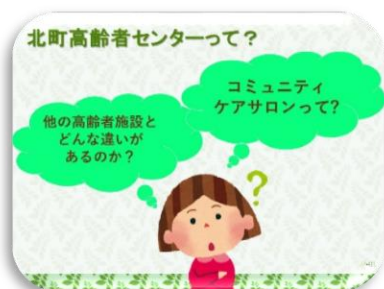 北町高齢者センターって？
コミュニティ
ケアサロンって?
他の高齢者施設と
どんな違いが
あるのか？